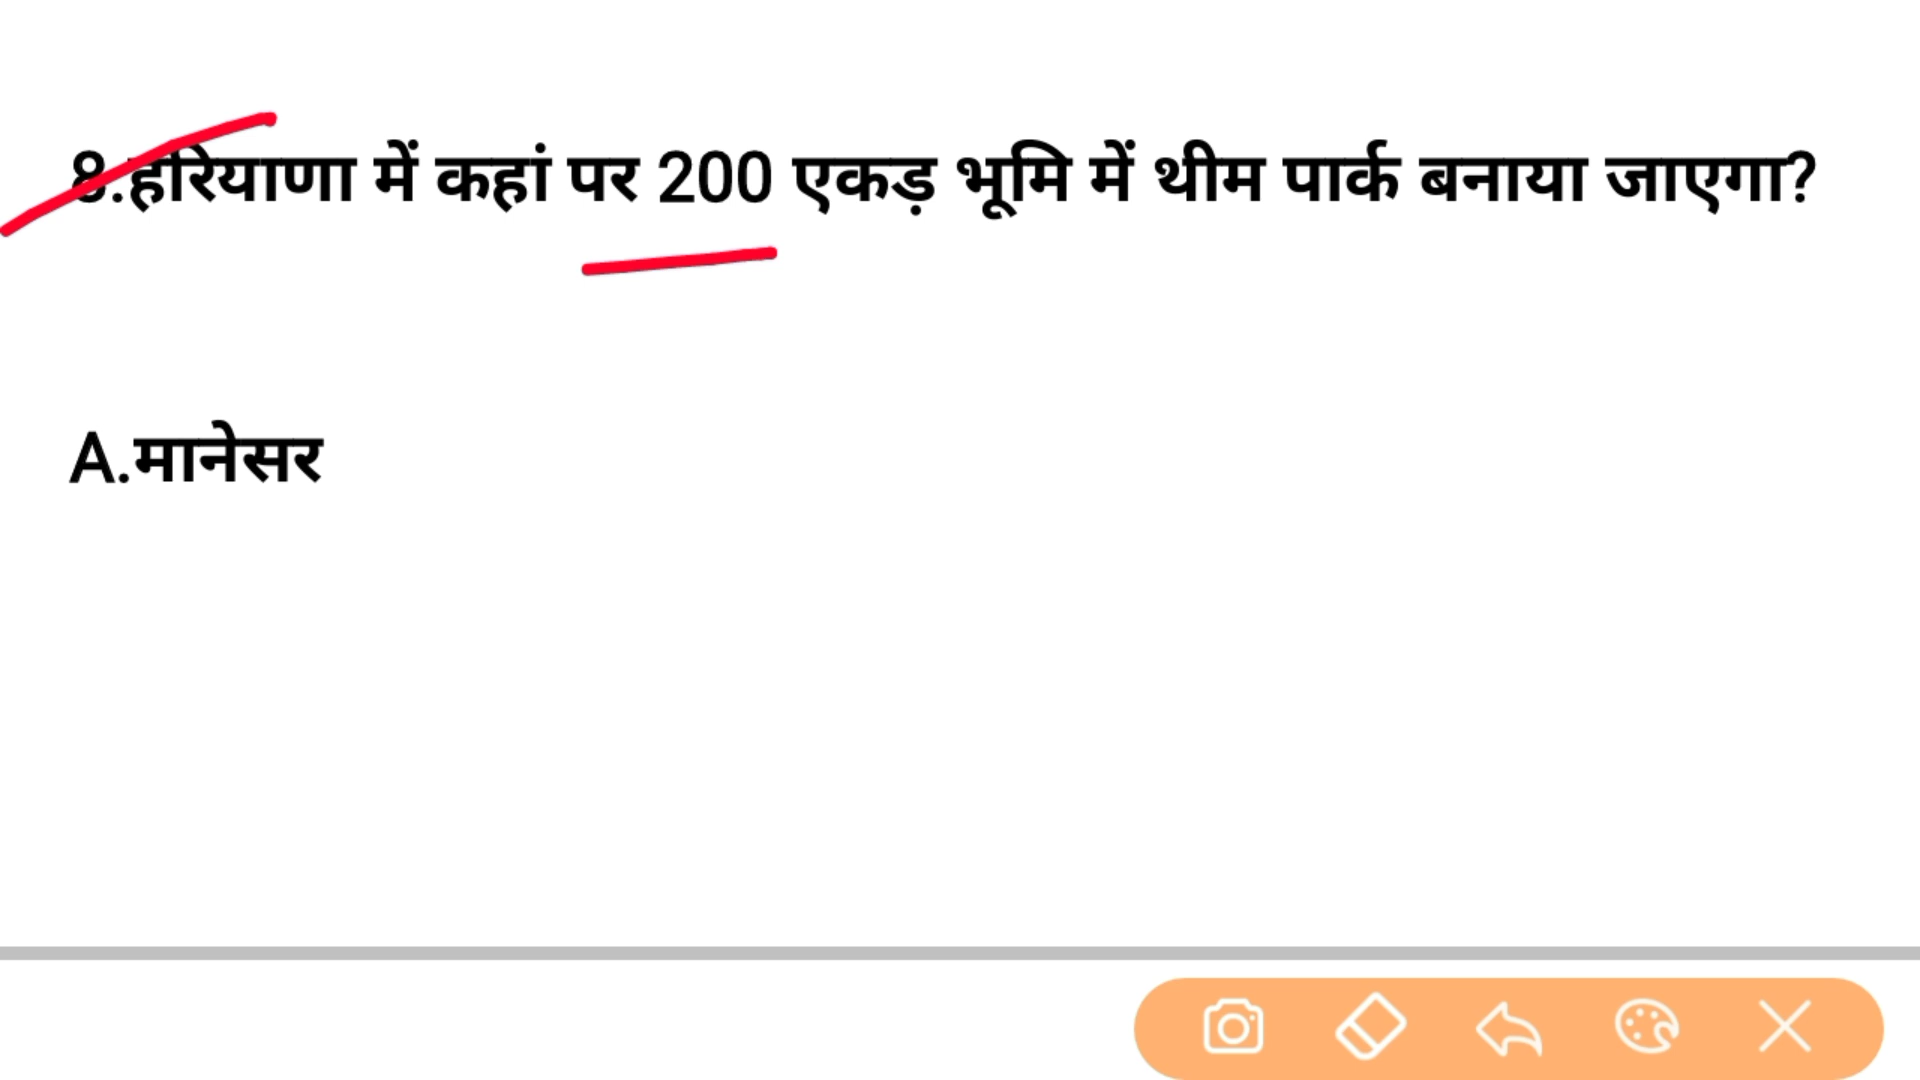 8.हरियाणा में कहां पर 200 एकड़ भूमि में थीम पार्क बनाया जाएगा?
A.मानेसर